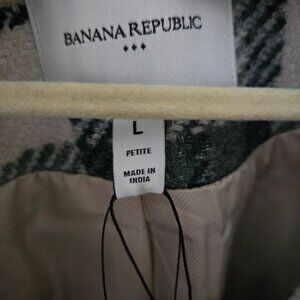 BANANA REPUBLIC
L
PETITE
MADE IN
INDIA